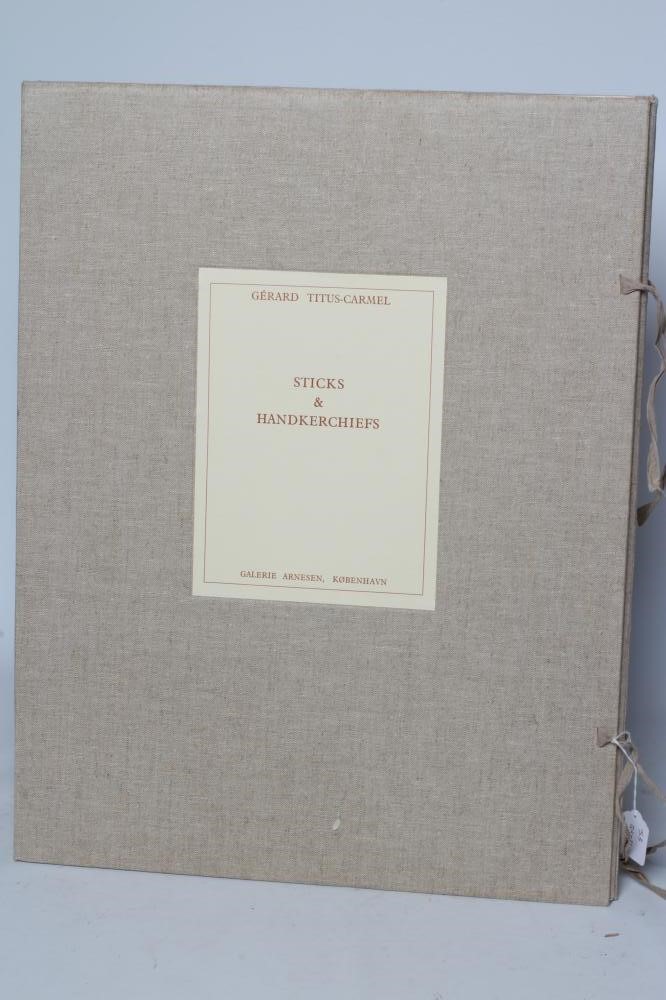 GÉRARD TITUS-CARMEL
STICKS
&
HANDKERCHIEFS
GALERIE ARNESEN, KØBENHAVN